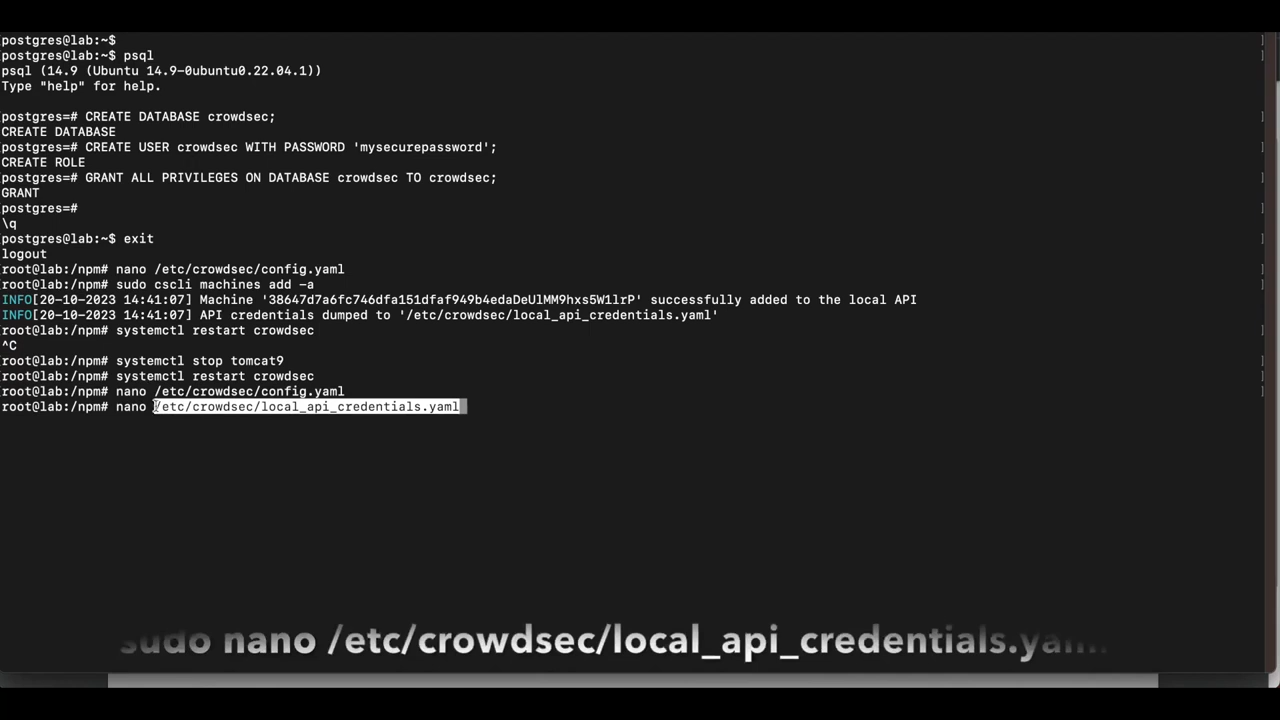 [postgres@lab:~$ ]
[postgres@lab:~$ psql ]
psql (14.9 (Ubuntu 14.9-0ubuntu0.22.04.1))
Type "help" for help.
[postgres=# CREATE DATABASE crowdsec; ]
CREATE DATABASE
[postgres=# CREATE USER crowdsec WITH PASSWORD 'mysecurepassword'; ]
CREATE ROLE
[postgres=# GRANT ALL PRIVILEGES ON DATABASE crowdsec TO crowdsec; ]
GRANT
[postgres=# ]
\q
[postgres@lab:~$ exit ]
logout
[root@lab:/npm# nano /etc/crowdsec/config.yaml ]
[root@lab:/npm# sudo cscli machines add -a ]
INFO[20-10-2023 14:41:07] Machine '38647d7a6fc746dfa151dfaf949b4edaDeUlMM9hxs5W1lrP' successfully added to the local API
INFO[20-10-2023 14:41:07] API credentials dumped to '/etc/crowdsec/local_api_credentials.yaml'
[root@lab:/npm# systemctl restart crowdsec ]
^C
[root@lab:/npm# systemctl stop tomcat9 ]
[root@lab:/npm# systemctl restart crowdsec ]
[root@lab:/npm# nano /etc/crowdsec/config.yaml ]
root@lab:/npm# nano /etc/crowdsec/local_api_credentials.yaml
sudo nano /etc/crowdsec/local_api_credentials.yaml